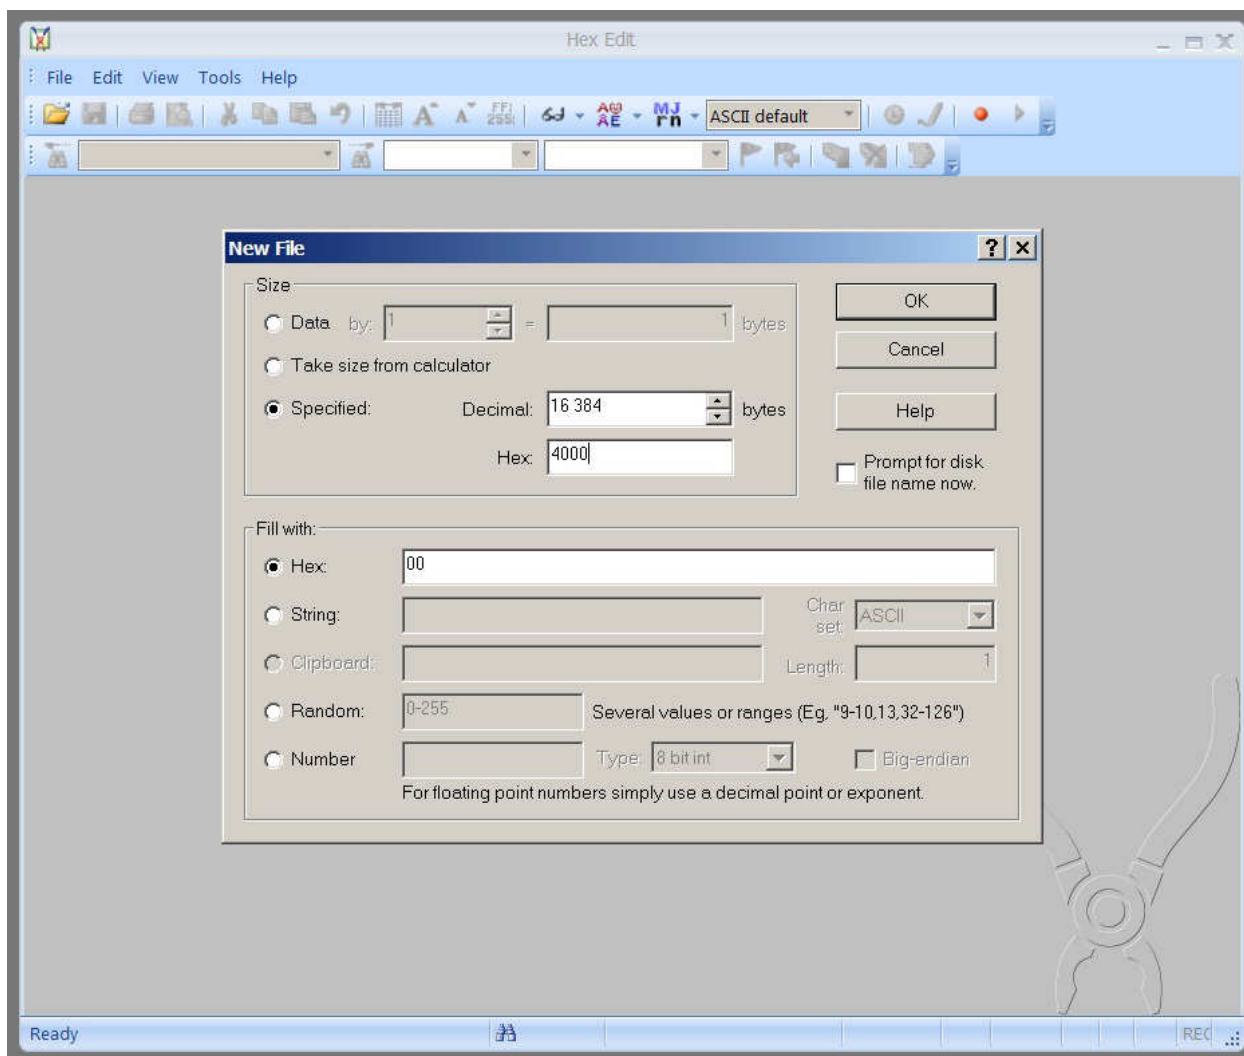 Hex Edit
File Edit View Tools Help
ASCII default
New File
Size
Data by: 1 = 1 bytes
Take size from calculator
Specified: Decimal: 16 384 bytes
Hex: 4000
OK
Cancel
Help
Prompt for disk
file name now.
Fill with:
Hex: 00
String: Char
set: ASCII
Clipboard: Length: 1
Random: 0-255 Several values or ranges (Eg, "9-10,13,32-126")
Number Type: 8 bit int Big-endian
For floating point numbers simply use a decimal point or exponent.
Ready